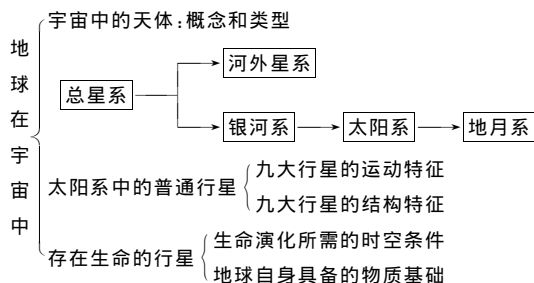 地球在宇宙中
宇宙中的天体:概念和类型
总星系
河外星系
银河系 太阳系 地月系
太阳系中的普通行星
九大行星的运动特征
九大行星的结构特征
存在生命的行星
生命演化所需的时空条件
地球自身具备的物质基础